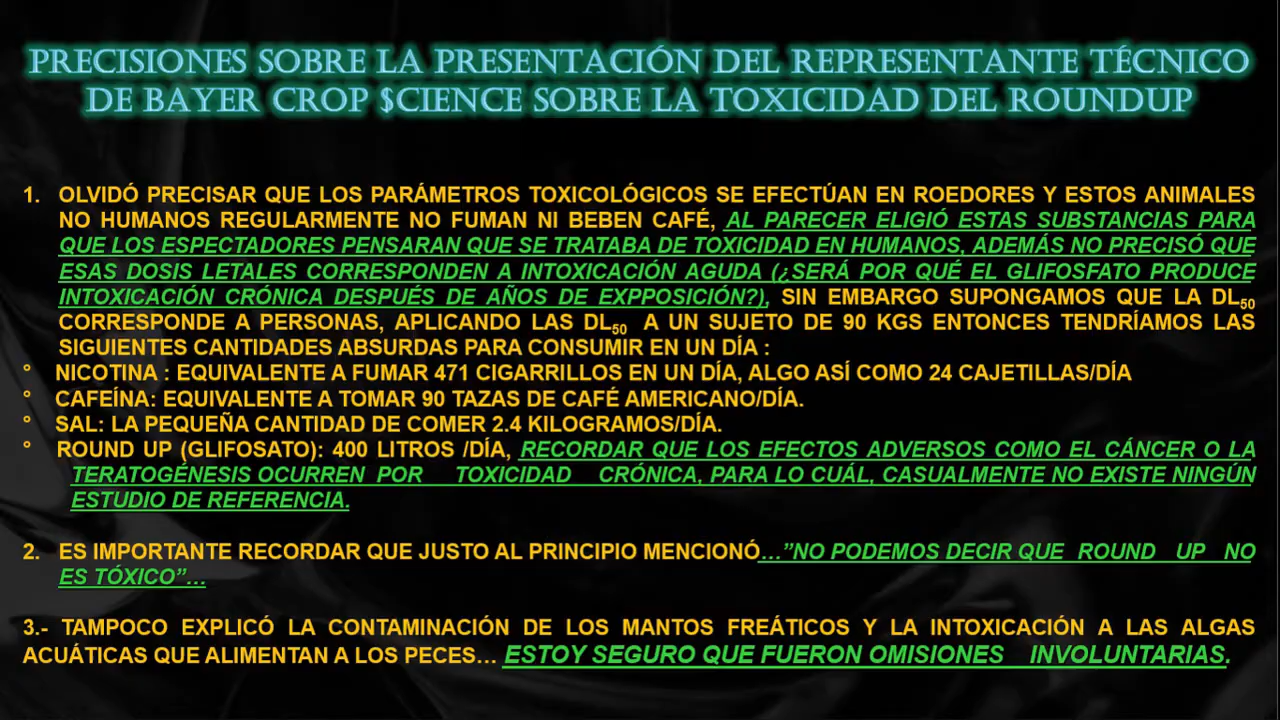 PRECISIONES SOBRE LA PRESENTACIÓN DEL REPRESENTANTE TÉCNICO
DE BAYER CROP $CIENCE SOBRE LA TOXICIDAD DEL ROUNDUP
1. OLVIDÓ PRECISAR QUE LOS PARÁMETROS TOXICOLÓGICOS SE EFECTÚAN EN ROEDORES Y ESTOS ANIMALES
NO HUMANOS REGULARMENTE NO FUMAN NI BEBEN CAFÉ, AL PARECER ELIGIÓ ESTAS SUBSTANCIAS PARA
QUE LOS ESPECTADORES PENSARAN QUE SE TRATABA DE TOXICIDAD EN HUMANOS, ADEMÁS NO PRECISÓ QUE
ESAS DOSIS LETALES CORRESPONDEN A INTOXICACIÓN AGUDA (¿SERÁ POR QUÉ EL GLIFOSFATO PRODUCE
INTOXICACIÓN CRÓNICA DESPUÉS DE AÑOS DE EXPPOSICIÓN?), SIN EMBARGO SUPONGAMOS QUE LA DL50
CORRESPONDE A PERSONAS, APLICANDO LAS DL50 A UN SUJETO DE 90 KGS ENTONCES TENDRÍAMOS LAS
SIGUIENTES CANTIDADES ABSURDAS PARA CONSUMIR EN UN DÍA :
° NICOTINA : EQUIVALENTE A FUMAR 471 CIGARRILLOS EN UN DÍA, ALGO ASÍ COMO 24 CAJETILLAS/DÍA
° CAFEÍNA: EQUIVALENTE A TOMAR 90 TAZAS DE CAFÉ AMERICANO/DÍA.
° SAL: LA PEQUEÑA CANTIDAD DE COMER 2.4 KILOGRAMOS/DÍA.
° ROUND UP (GLIFOSATO): 400 LITROS /DÍA, RECORDAR QUE LOS EFECTOS ADVERSOS COMO EL CÁNCER O LA
TERATOGÉNESIS OCURREN POR TOXICIDAD CRÓNICA, PARA LO CUÁL, CASUALMENTE NO EXISTE NINGÚN
ESTUDIO DE REFERENCIA.
2. ES IMPORTANTE RECORDAR QUE JUSTO AL PRINCIPIO MENCIONÓ…”NO PODEMOS DECIR QUE ROUND UP NO
ES TÓXICO”…
3.- TAMPOCO EXPLICÓ LA CONTAMINACIÓN DE LOS MANTOS FREÁTICOS Y LA INTOXICACIÓN A LAS ALGAS
ACUÁTICAS QUE ALIMENTAN A LOS PECES… ESTOY SEGURO QUE FUERON OMISIONES INVOLUNTARIAS.